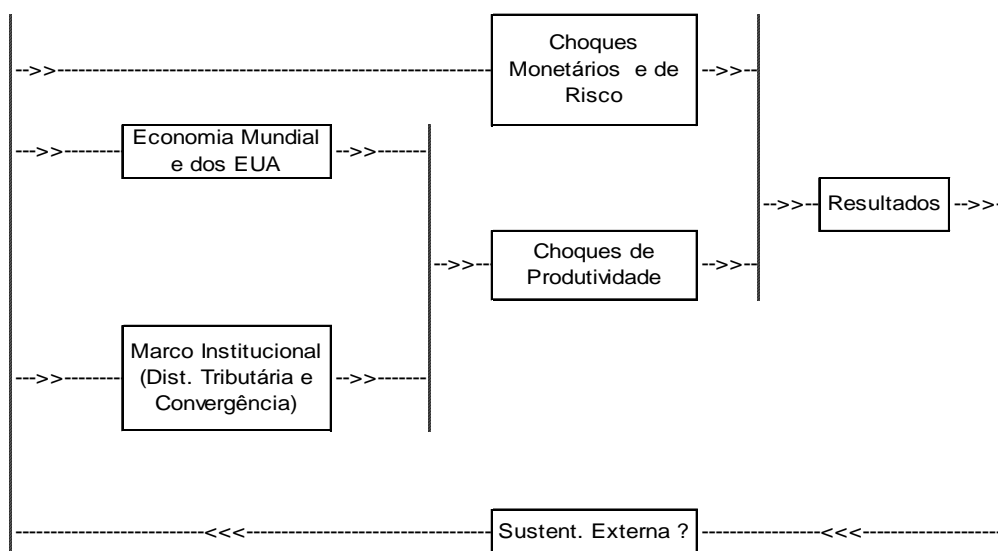 Choques
Monetários e de
Risco
Economia Mundial
e dos EUA
Resultados
Choques de
Produtividade
Marco Institucional
(Dist. Tributária e
Convergência)
Sustent. Externa ?